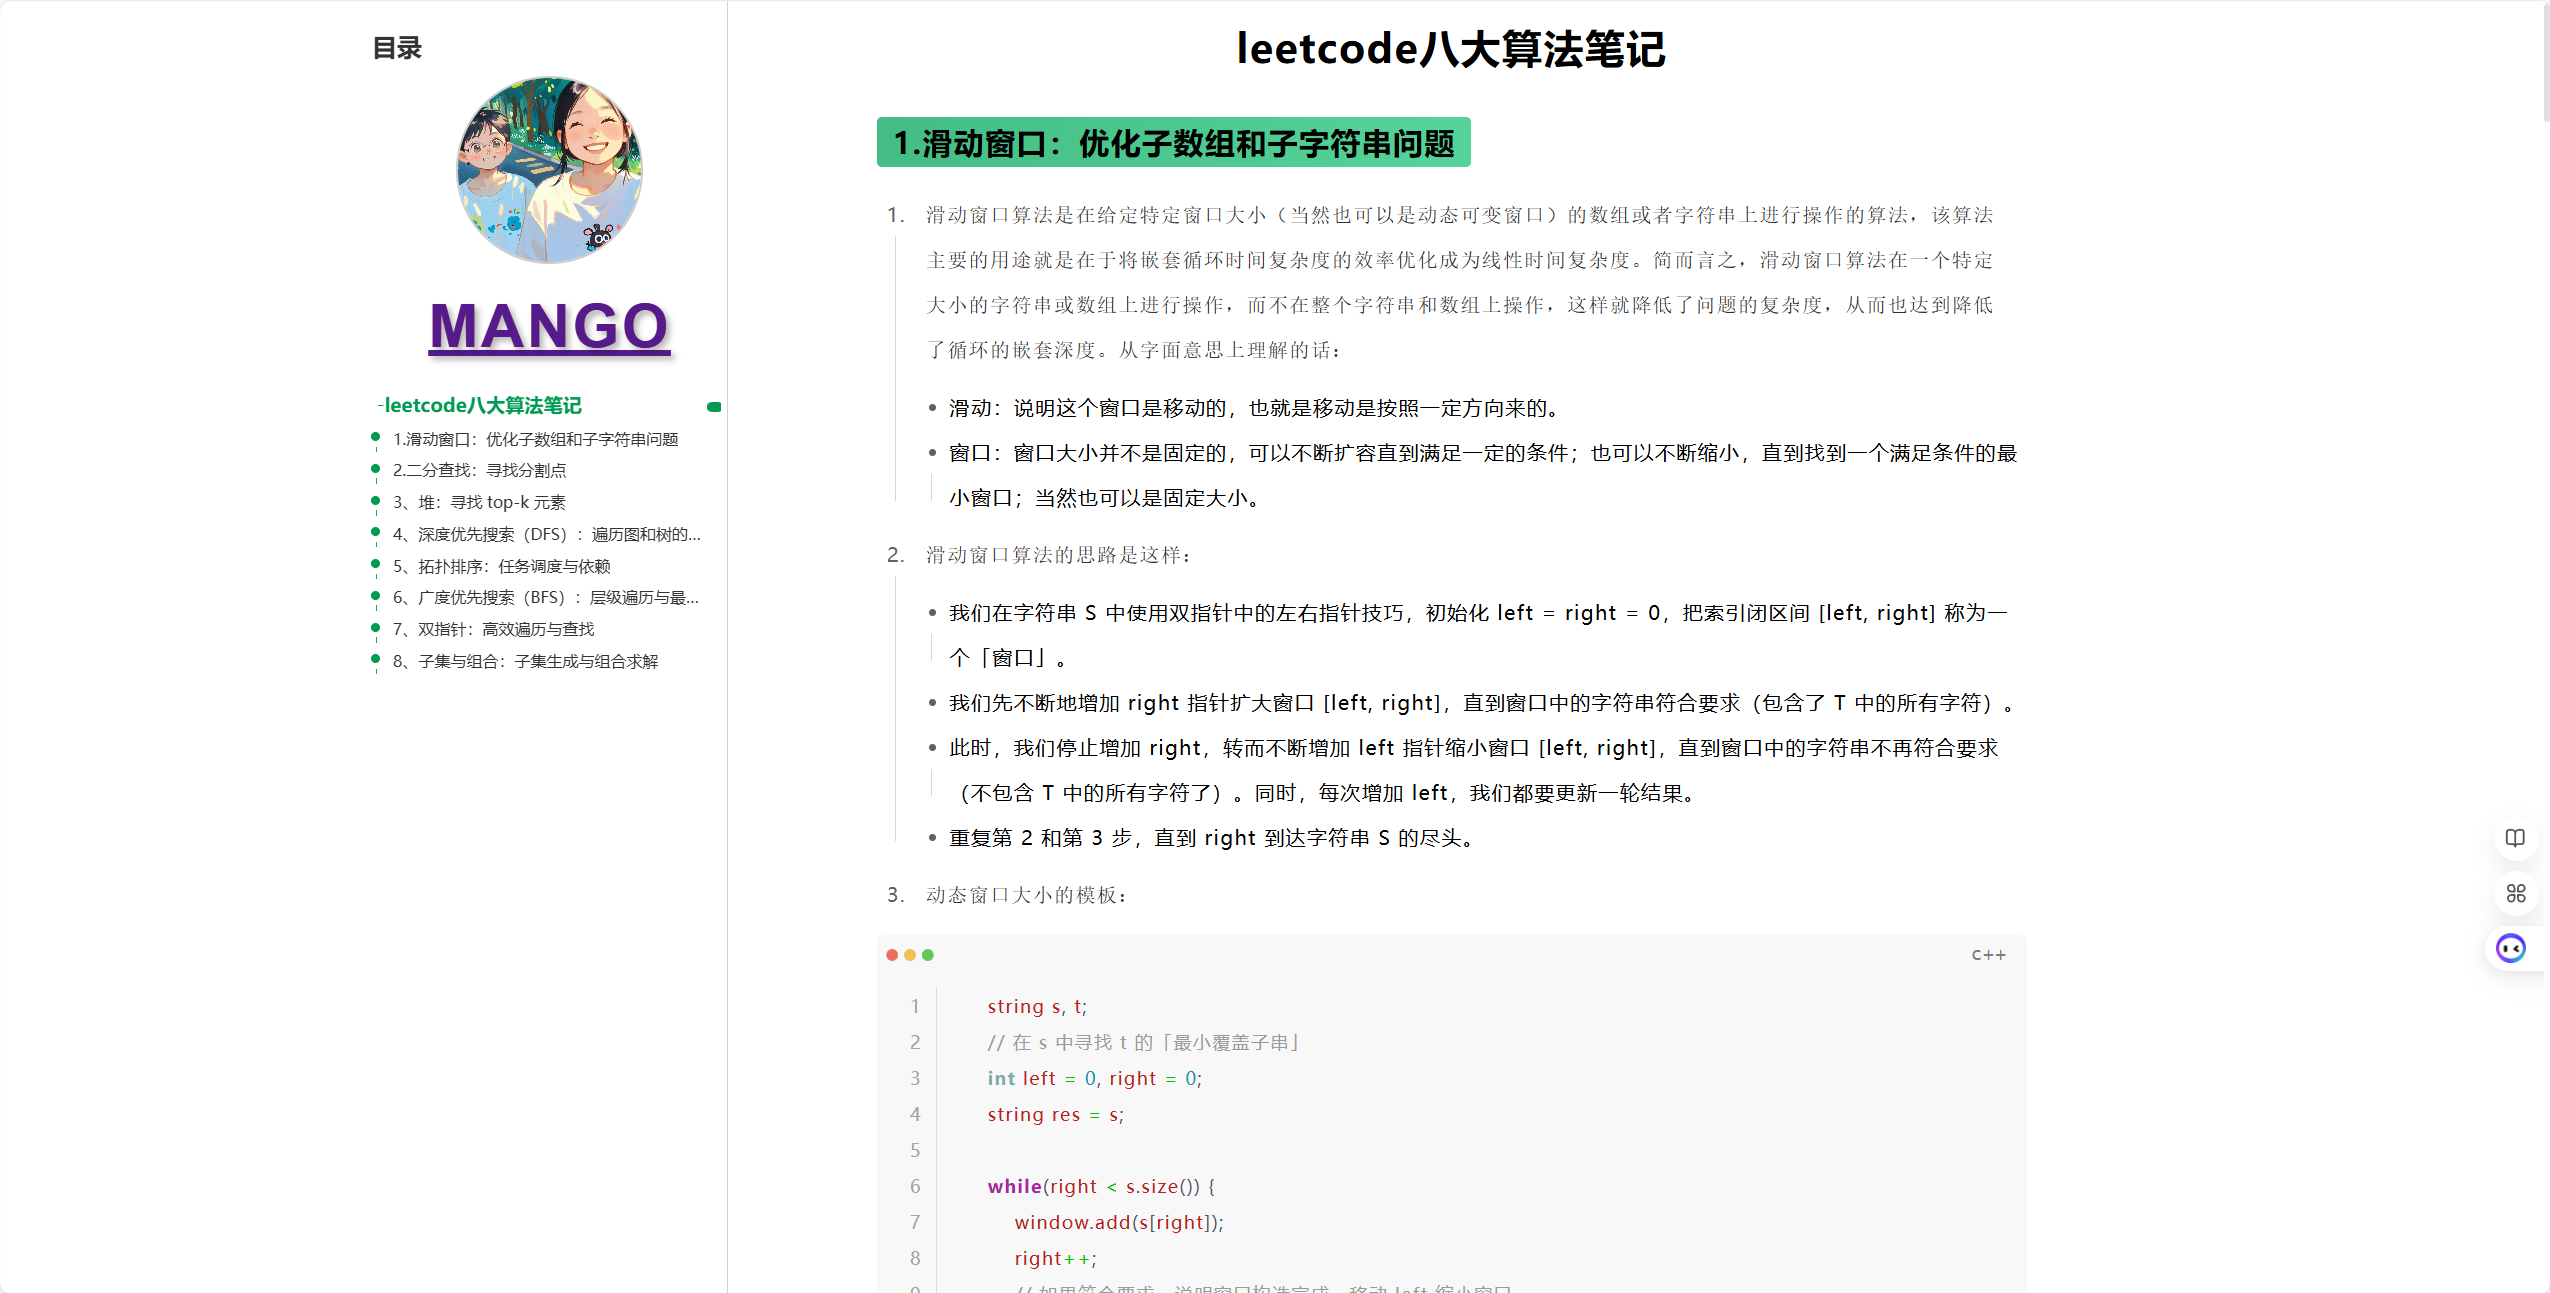 目录
MANGO
-leetcode八大算法笔记
1.滑动窗口：优化子数组和子字符串问题
2.二分查找：寻找分割点
3、堆：寻找 top-k 元素
4、深度优先搜索（DFS）：遍历图和树的...
5、拓扑排序：任务调度与依赖
6、广度优先搜索（BFS）：层级遍历与最...
7、双指针：高效遍历与查找
8、子集与组合：子集生成与组合求解
leetcode八大算法笔记
1.滑动窗口：优化子数组和子字符串问题
1. 滑动窗口算法是在给定特定窗口大小（当然也可以是动态可变窗口）的数组或者字符串上进行操作的算法，该算法
主要的用途就是在于将嵌套循环时间复杂度的效率优化成为线性时间复杂度。简而言之，滑动窗口算法在一个特定
大小的字符串或数组上进行操作，而不在整个字符串和数组上操作，这样就降低了问题的复杂度，从而也达到降低
了循环的嵌套深度。从字面意思上理解的话：
• 滑动：说明这个窗口是移动的，也就是移动是按照一定方向来的。
• 窗口：窗口大小并不是固定的，可以不断扩容直到满足一定的条件；也可以不断缩小，直到找到一个满足条件的最
小窗口；当然也可以是固定大小。
2. 滑动窗口算法的思路是这样：
• 我们在字符串 S 中使用双指针中的左右指针技巧，初始化 left = right = 0，把索引闭区间 [left, right] 称为一
个「窗口」。
• 我们先不断地增加 right 指针扩大窗口 [left, right]，直到窗口中的字符串符合要求（包含了 T 中的所有字符）。
• 此时，我们停止增加 right，转而不断增加 left 指针缩小窗口 [left, right]，直到窗口中的字符串不再符合要求
（不包含 T 中的所有字符了）。同时，每次增加 left，我们都要更新一轮结果。
• 重复第 2 和第 3 步，直到 right 到达字符串 S 的尽头。
3. 动态窗口大小的模板：
c++
1 string s, t;
2 // 在 s 中寻找 t 的「最小覆盖子串」
3 int left = 0, right = 0;
4 string res = s;
5
6 while(right < s.size()) {
7 window.add(s[right]);
8 right++;
9 // 如果符合要求，说明窗口构造完成，移动 left 缩小窗口